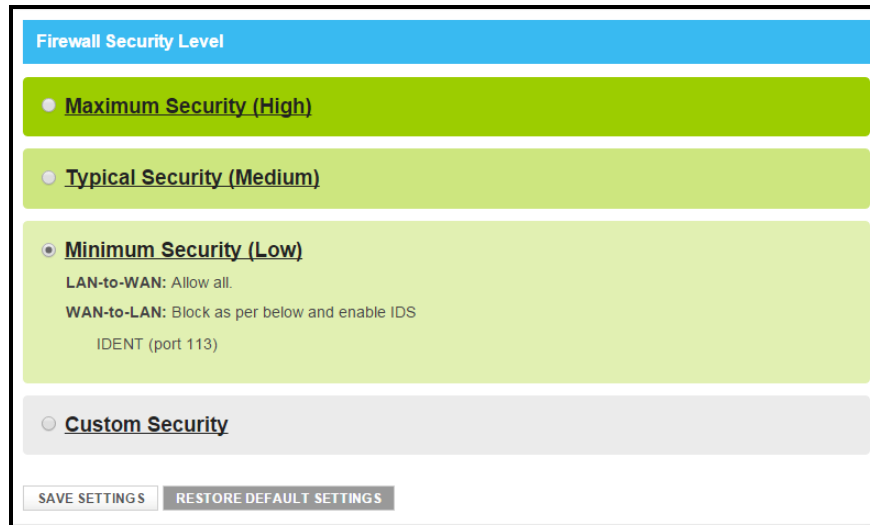 Firewall Security Level
Maximum Security (High)
Typical Security (Medium)
Minimum Security (Low)
LAN-to-WAN: Allow all.
WAN-to-LAN: Block as per below and enable IDS
IDENT (port 113)
Custom Security
SAVE SETTINGS RESTORE DEFAULT SETTINGS